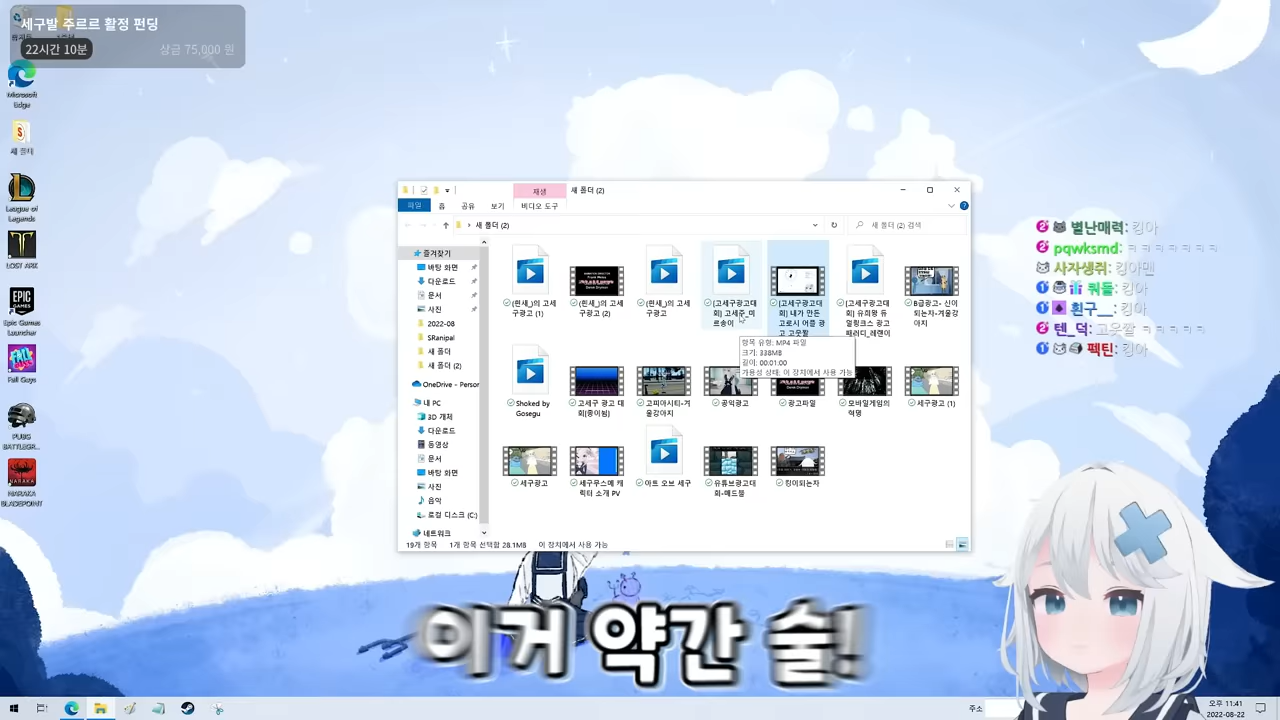 세구발 주르르 활정 펀딩
22시간 10분
상금 75,000 원
Microsoft Edge
새 폴더
League of Legends
LOST ARK
Epic Games Launcher
Fall Guys
PUBG BATTLEGR...
NARAKA BLADEPOINT
재생
새 폴더 (2)
파일
홈
공유
보기
비디오 도구
새 폴더 (2)
새 폴더 (2) 검색
즐겨찾기
바탕 화면
다운로드
문서
사진
2022-08
SRanipal
새 폴더
새 폴더 (2)
OneDrive - Person
내 PC
3D 개체
다운로드
동영상
문서
바탕 화면
사진
음악
로컬 디스크 (C:)
네트워크
(흰새_)의 고세구광고 (1)
(흰새_)의 고세구광고 (2)
(흰새_)의 고세구광고
[고세구광고대회] 고세주_미르송이
[고세구광고대회] 내가 만든 고로시 어플 광고 고웃짤
[고세구광고대회] 유희왕 듀얼링크스 광고 패러디_레엔이
B급광고- 신이되는자-겨울강아지
항목 유형: MP4 파일
크기: 338MB
길이: 00:01:00
가용성 상태: 이 장치에서 사용 가능
Shoked by Gosegu
고세구 광고 대회(종이뷩)
고피아시티-겨울강아지
공익광고
광고파일
모바일게임의 혁명
세구광고 (1)
세구광고
세구무스메 캐릭터 소개 PV
아트 오브 세구
유튜브광고대회-매드블
킹이되는자
19개 항목
1개 항목 선택함 28.1MB
이 장치에서 사용 가능
별난매력: 킹아
pqwksmd: ㅋㅋㅋㅋㅋㅋㅋ
사자생쥐: 킹아맨
쿼돌: 킹아
흰구__: 킹아
텐_덕: 고웃짤 ㅋㅋㅋㅋㅋ
펙틴: 킹아
이거 약간 술!
주소
오후 11:41
2022-08-22